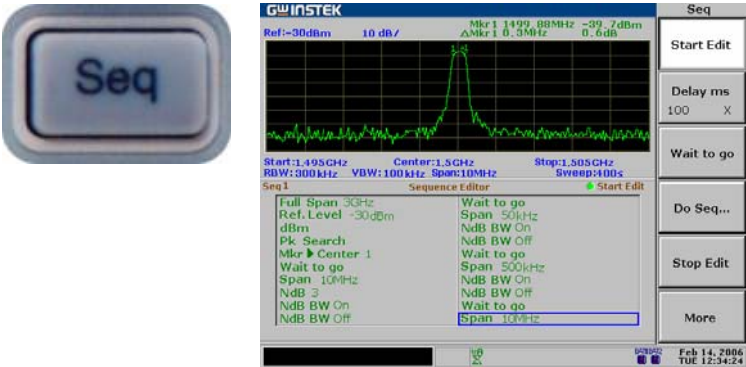 Seq
GWINSTEK
Ref:-30dBm 10 dB/ Mkr1 1499.88MHz -39.7dBm
ΔMkr1 0.3MHz 0.6dB
Start:1.495GHz Center:1.5GHz Stop:1.505GHz
RBW:300kHz VBW:100kHz Span:10MHz Sweep:400s
Seq1 Sequence Editor Start Edit
Full Span 3GHz
Ref.Level -30dBm
dBm
Pk Search
Mkr▶Center 1
Wait to go
Span 10MHz
NdB 3
NdB BW On
NdB BW Off
Wait to go
Span 50kHz
NdB BW On
NdB BW Off
Wait to go
Span 500kHz
NdB BW On
NdB BW Off
Wait to go
Span 10MHz
Seq
Start Edit
Delay ms
100 X
Wait to go
Do Seq...
Stop Edit
More
Feb 14, 2006
TUE 12:34:24